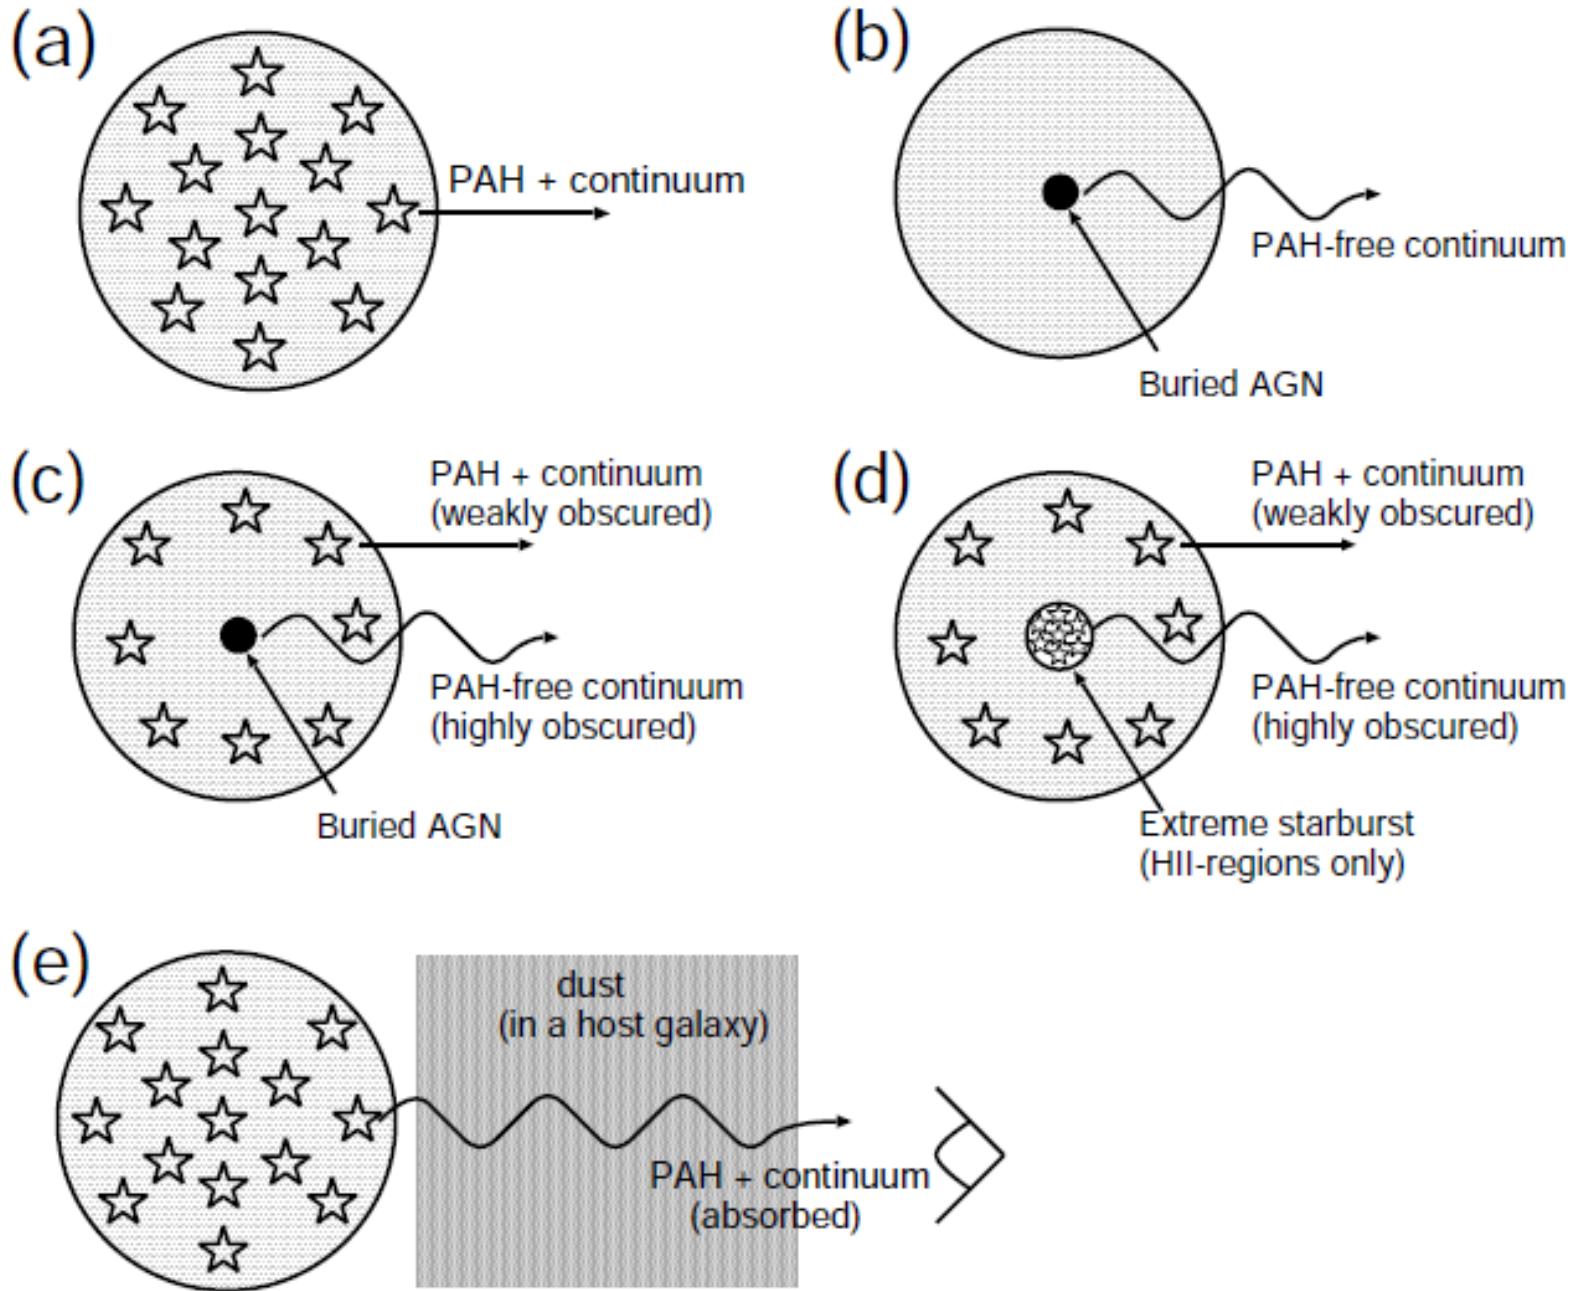 (a)
PAH + continuum
(b)
PAH-free continuum
Buried AGN
(c)
PAH + continuum
(weakly obscured)
PAH-free continuum
(highly obscured)
Buried AGN
(d)
PAH + continuum
(weakly obscured)
PAH-free continuum
(highly obscured)
Extreme starburst
(HII-regions only)
(e)
dust
(in a host galaxy)
PAH + continuum
(absorbed)